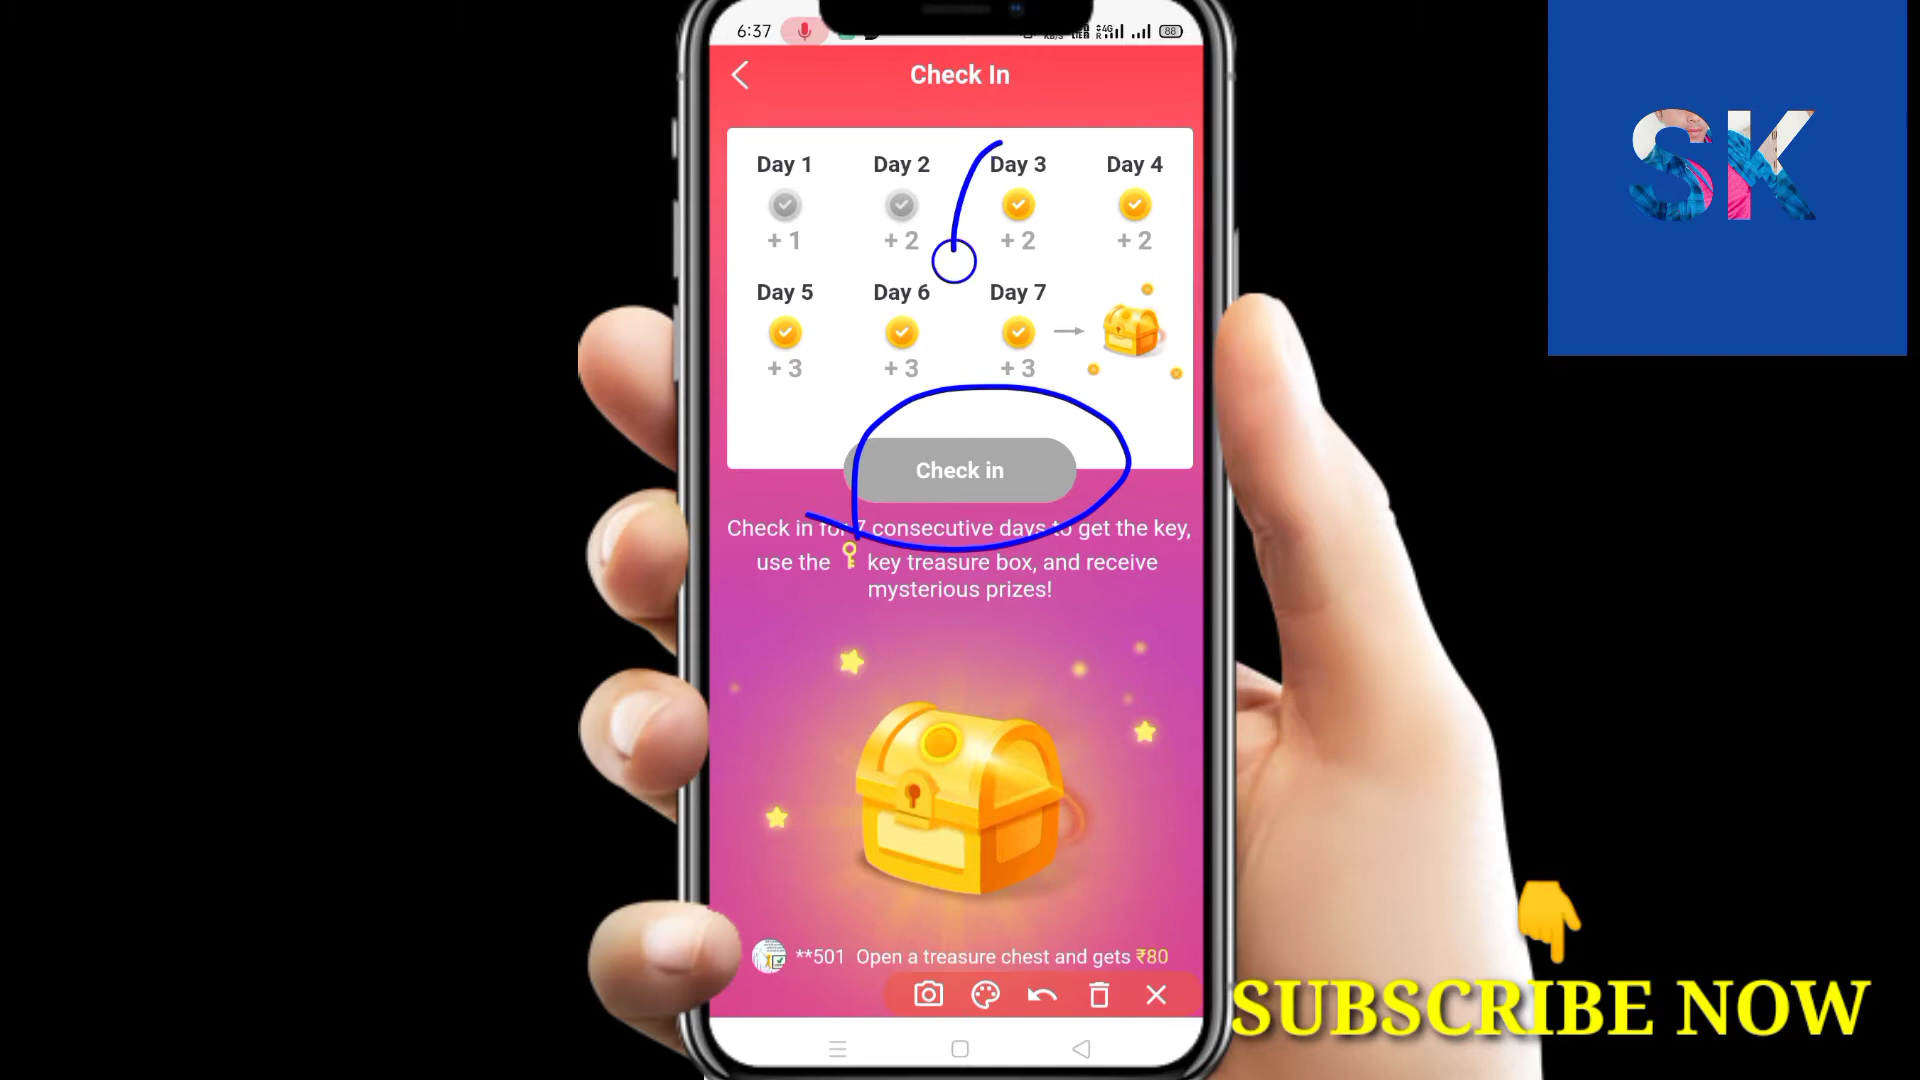 6:37
4G
R
88
Check In
SK
Day 1
Day 2
Day 3
Day 4
+ 1
+ 2
+ 2
+ 2
Day 5
Day 6
Day 7
+ 3
+ 3
+ 3
Check in
Check in for 7 consecutive days to get the key,
use the key treasure box, and receive
mysterious prizes!
**501 Open a treasure chest and gets ₹80
SUBSCRIBE NOW